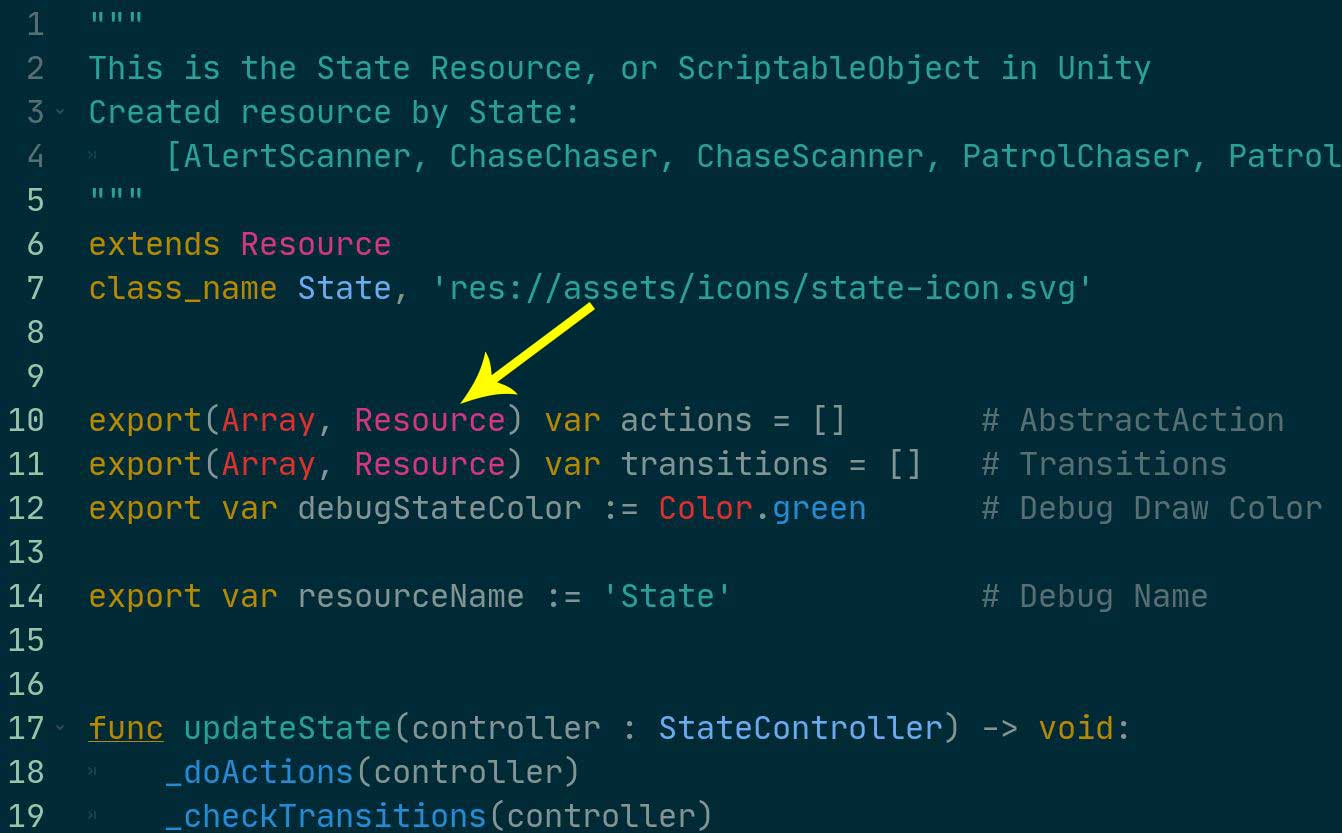 1 """
2 This is the State Resource, or ScriptableObject in Unity
3 Created resource by State:
4 [AlertScanner, ChaseChaser, ChaseScanner, PatrolChaser, Patrol
5 """
6 extends Resource
7 class_name State, 'res://assets/icons/state-icon.svg'
8
9
10 export(Array, Resource) var actions = [] # AbstractAction
11 export(Array, Resource) var transitions = [] # Transitions
12 export var debugStateColor := Color.green # Debug Draw Color
13
14 export var resourceName := 'State' # Debug Name
15
16
17 func updateState(controller : StateController) -> void:
18 _doActions(controller)
19 _checkTransitions(controller)